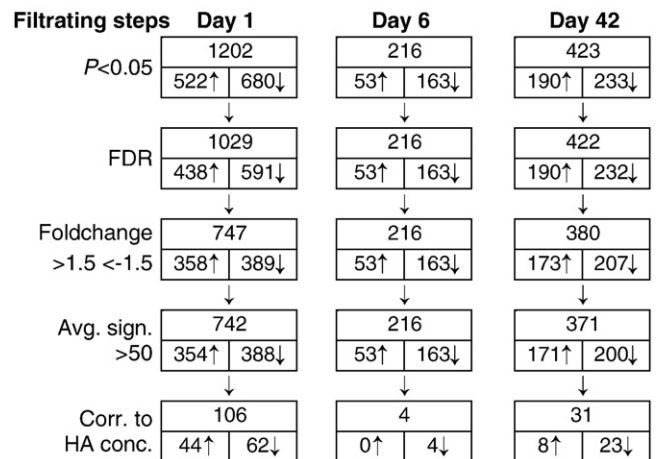 Filtrating steps Day 1 Day 6 Day 42
P<0.05 1202 216 423
522↑ 680↓ 53↑ 163↓ 190↑ 233↓
↓ ↓ ↓
FDR 1029 216 422
438↑ 591↓ 53↑ 163↓ 190↑ 232↓
↓ ↓ ↓
Foldchange 747 216 380
>1.5 <-1.5 358↑ 389↓ 53↑ 163↓ 173↑ 207↓
↓ ↓ ↓
Avg. sign. 742 216 371
>50 354↑ 388↓ 53↑ 163↓ 171↑ 200↓
↓ ↓ ↓
Corr. to 106 4 31
HA conc. 44↑ 62↓ 0↑ 4↓ 8↑ 23↓